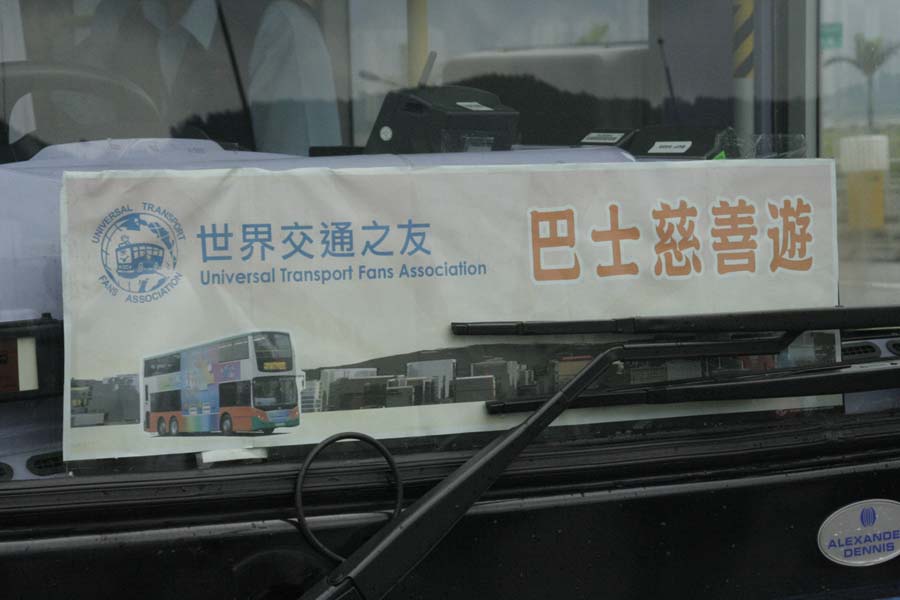 UNIVERSAL TRANSPORT
FANS ASSOCIATION
世界交通之友
Universal Transport Fans Association
巴士慈善遊
ALEXANDE
DENNIS